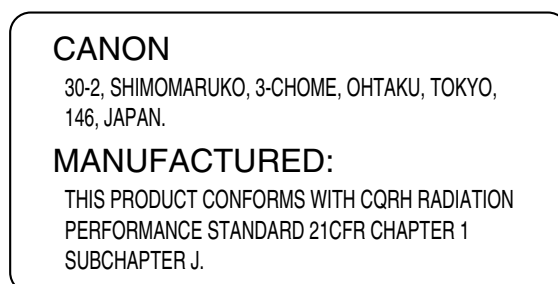 CANON
30-2, SHIMOMARUKO, 3-CHOME, OHTAKU, TOKYO,
146, JAPAN.
MANUFACTURED:
THIS PRODUCT CONFORMS WITH CQRH RADIATION
PERFORMANCE STANDARD 21CFR CHAPTER 1
SUBCHAPTER J.